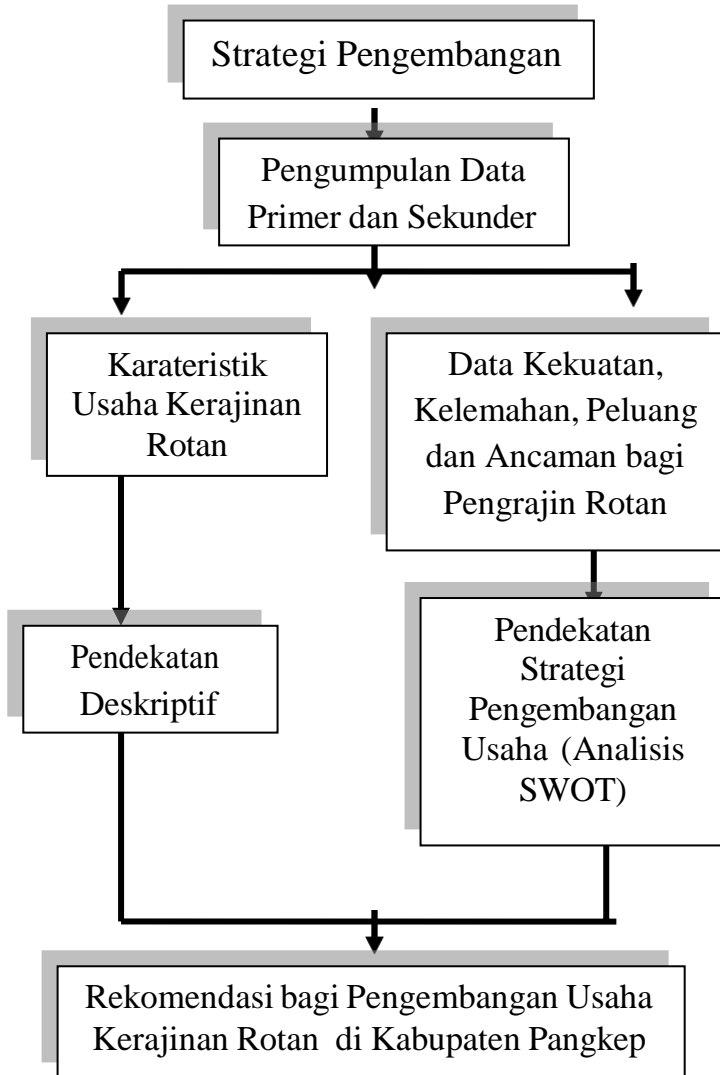 Strategi Pengembangan
Pengumpulan Data
Primer dan Sekunder
Karateristik
Usaha Kerajinan
Rotan
Data Kekuatan,
Kelemahan, Peluang
dan Ancaman bagi
Pengrajin Rotan
Pendekatan
Deskriptif
Pendekatan
Strategi
Pengembangan
Usaha (Analisis
SWOT)
Rekomendasi bagi Pengembangan Usaha
Kerajinan Rotan di Kabupaten Pangkep